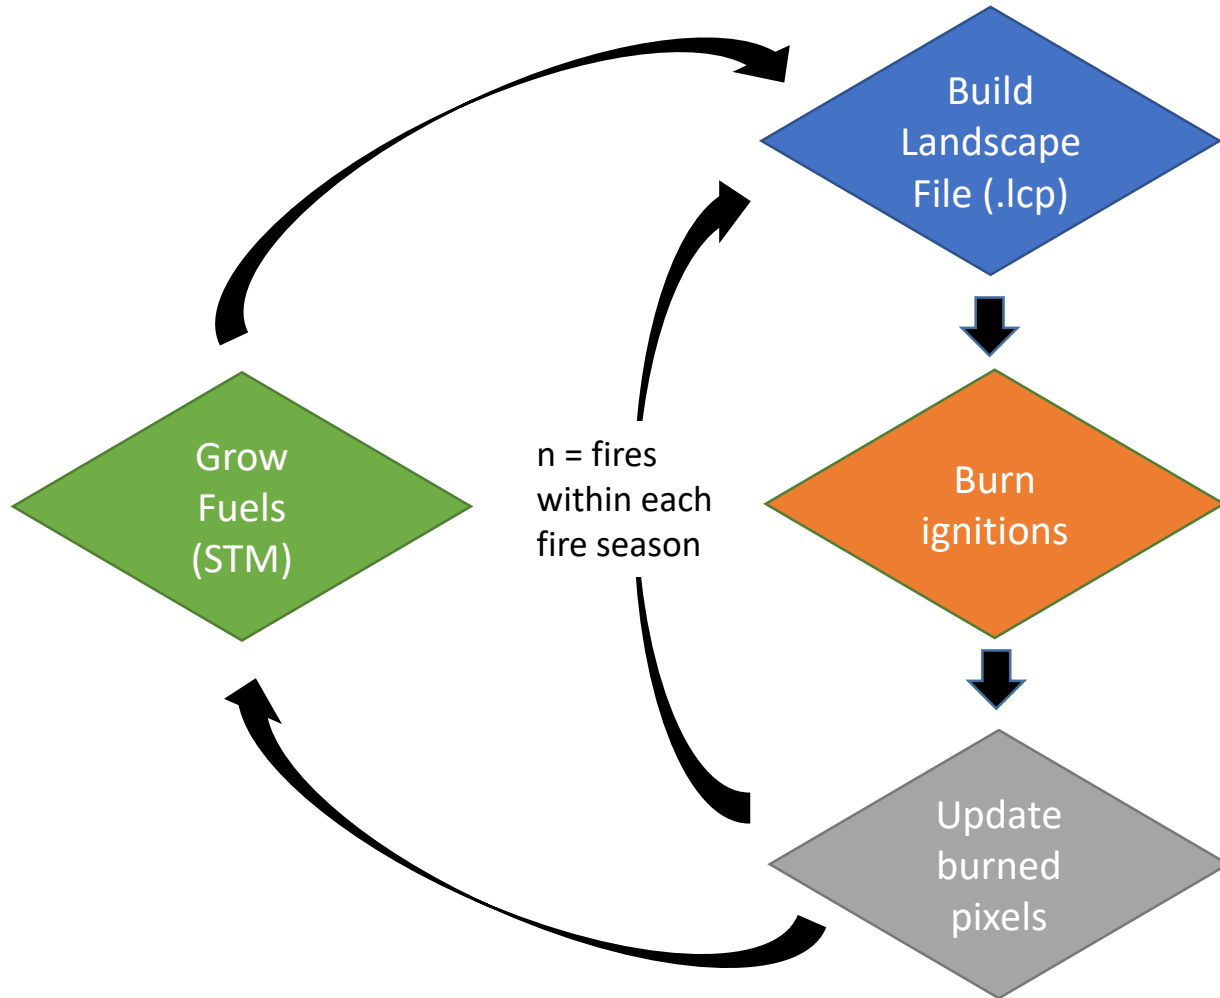 Build
Landscape
File (.lcp)
Grow
Fuels
(STM)
n = fires
within each
fire season
Burn
ignitions
Update
burned
pixels